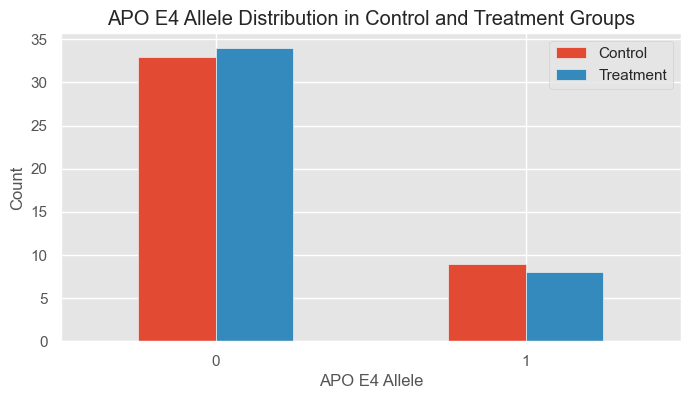 APO E4 Allele Distribution in Control and Treatment Groups
35
30
25
20
15
10
5
0
Count
Control
Treatment
0 1
APO E4 Allele